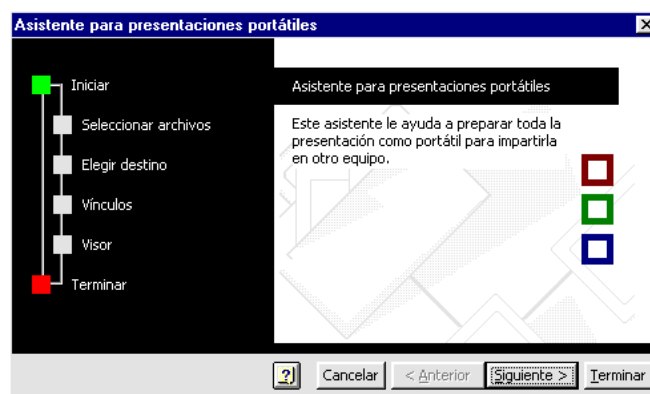 Asistente para presentaciones portátiles
Iniciar
Seleccionar archivos
Elegir destino
Vínculos
Visor
Terminar
Asistente para presentaciones portátiles
Este asistente le ayuda a preparar toda la
presentación como portátil para impartirla
en otro equipo.
Cancelar
< Anterior
Siguiente >
Terminar